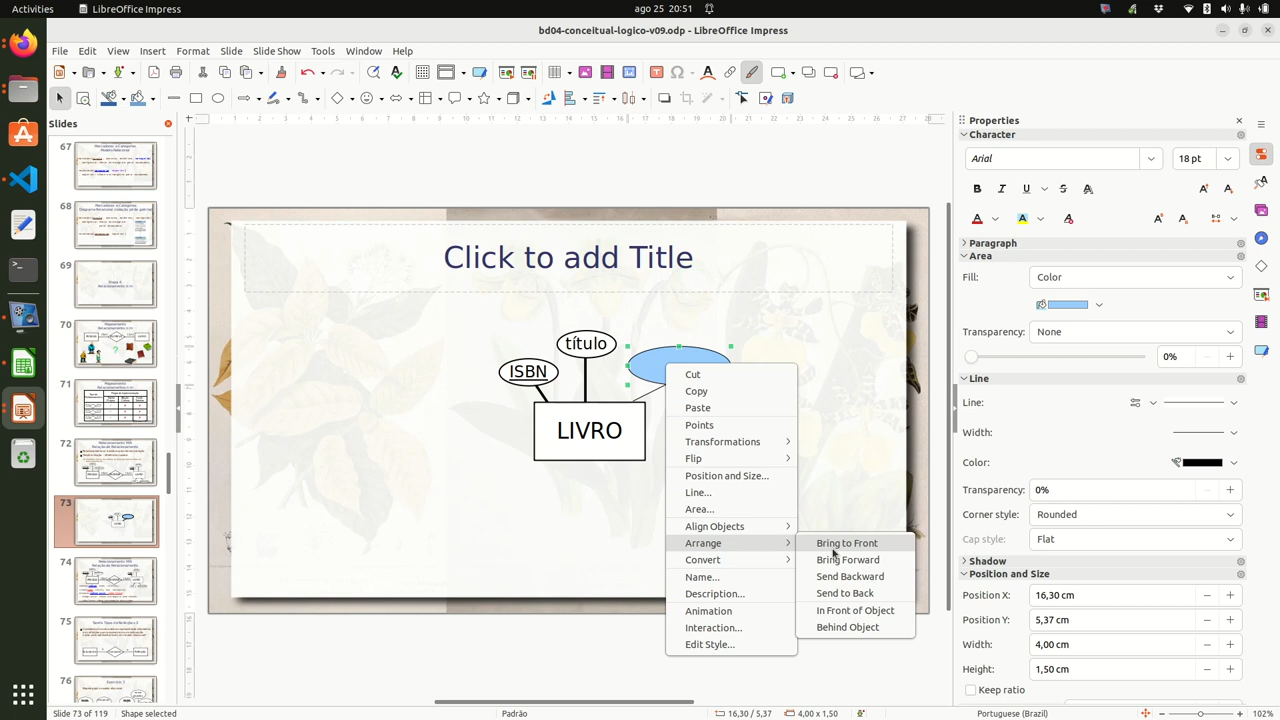 Activities
LibreOffice Impress
ago 25 20:51
bd04-conceitual-logico-v09.odp - LibreOffice Impress
File Edit View Insert Format Slide Slide Show Tools Window Help
Slides
67
68
69
70
71
72
73
74
75
76
Click to add Title
título
ISBN
LIVRO
Cut
Copy
Paste
Points
Transformations
Flip
Position and Size...
Line...
Area...
Align Objects
Arrange
Convert
Name...
Description...
Animation
Interaction...
Edit Style...
Bring to Front
Bring Forward
Send Backward
Send to Back
In Front of Object
Behind Object
Properties
Character
Arial
18 pt
Paragraph
Area
Fill:
Color
Transparency:
None
0%
Line
Line:
Width:
Color:
Transparency:
0%
Corner style:
Rounded
Cap style:
Flat
Shadow
Position and Size
Position X:
16,30 cm
Position Y:
5,37 cm
Width:
4,00 cm
Height:
1,50 cm
Keep ratio
Slide 73 of 119
Shape selected
Padrão
16,30 / 5,37
4,00 x 1,50
Portuguese (Brazil)
102%